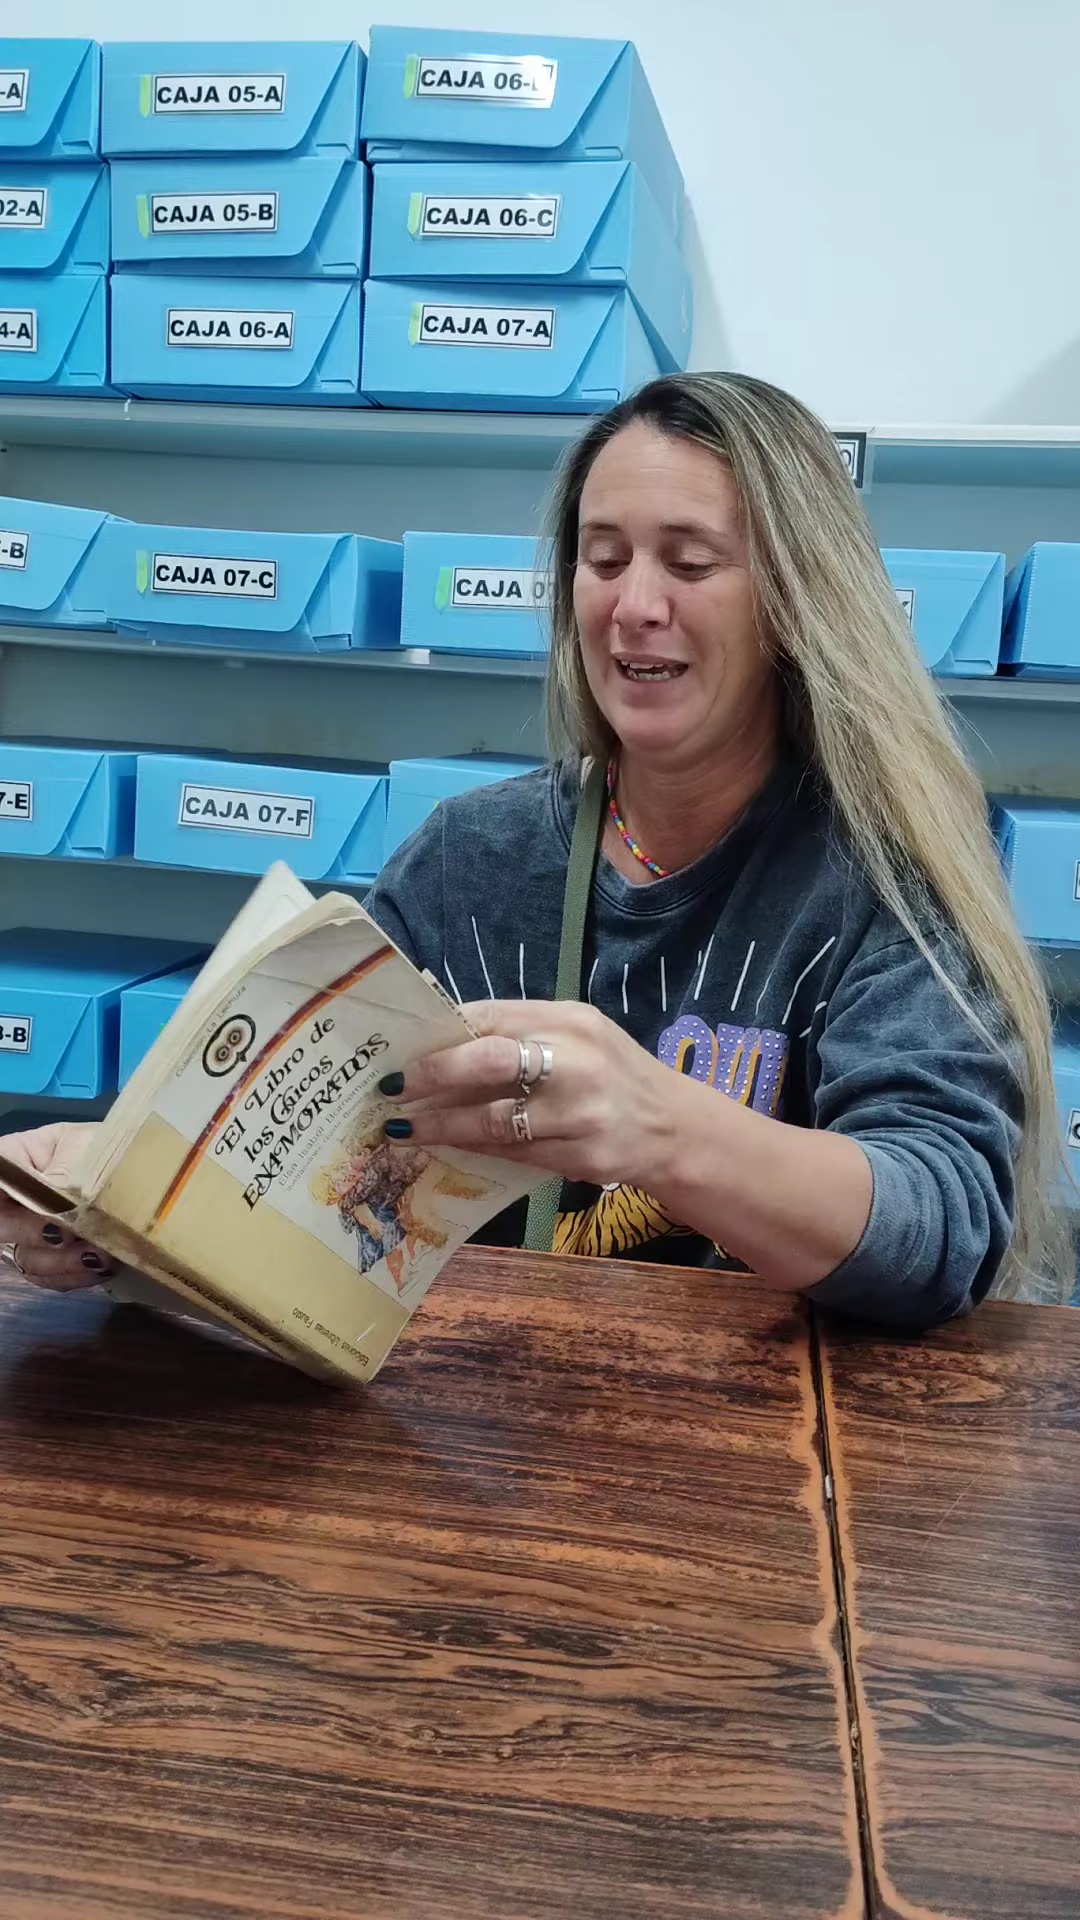 -A
CAJA 05-A
CAJA 06-
02-A
CAJA 05-B
CAJA 06-C
4-A
CAJA 06-A
CAJA 07-A
-B
CAJA 07-C
CAJA 07
7-E
CAJA 07-F
-B
Colección La Lechuza
El Libro de
los Chicos
ENAMORADOS
Elsa Isabel Bornemann
Ediciones Librerías Fausto